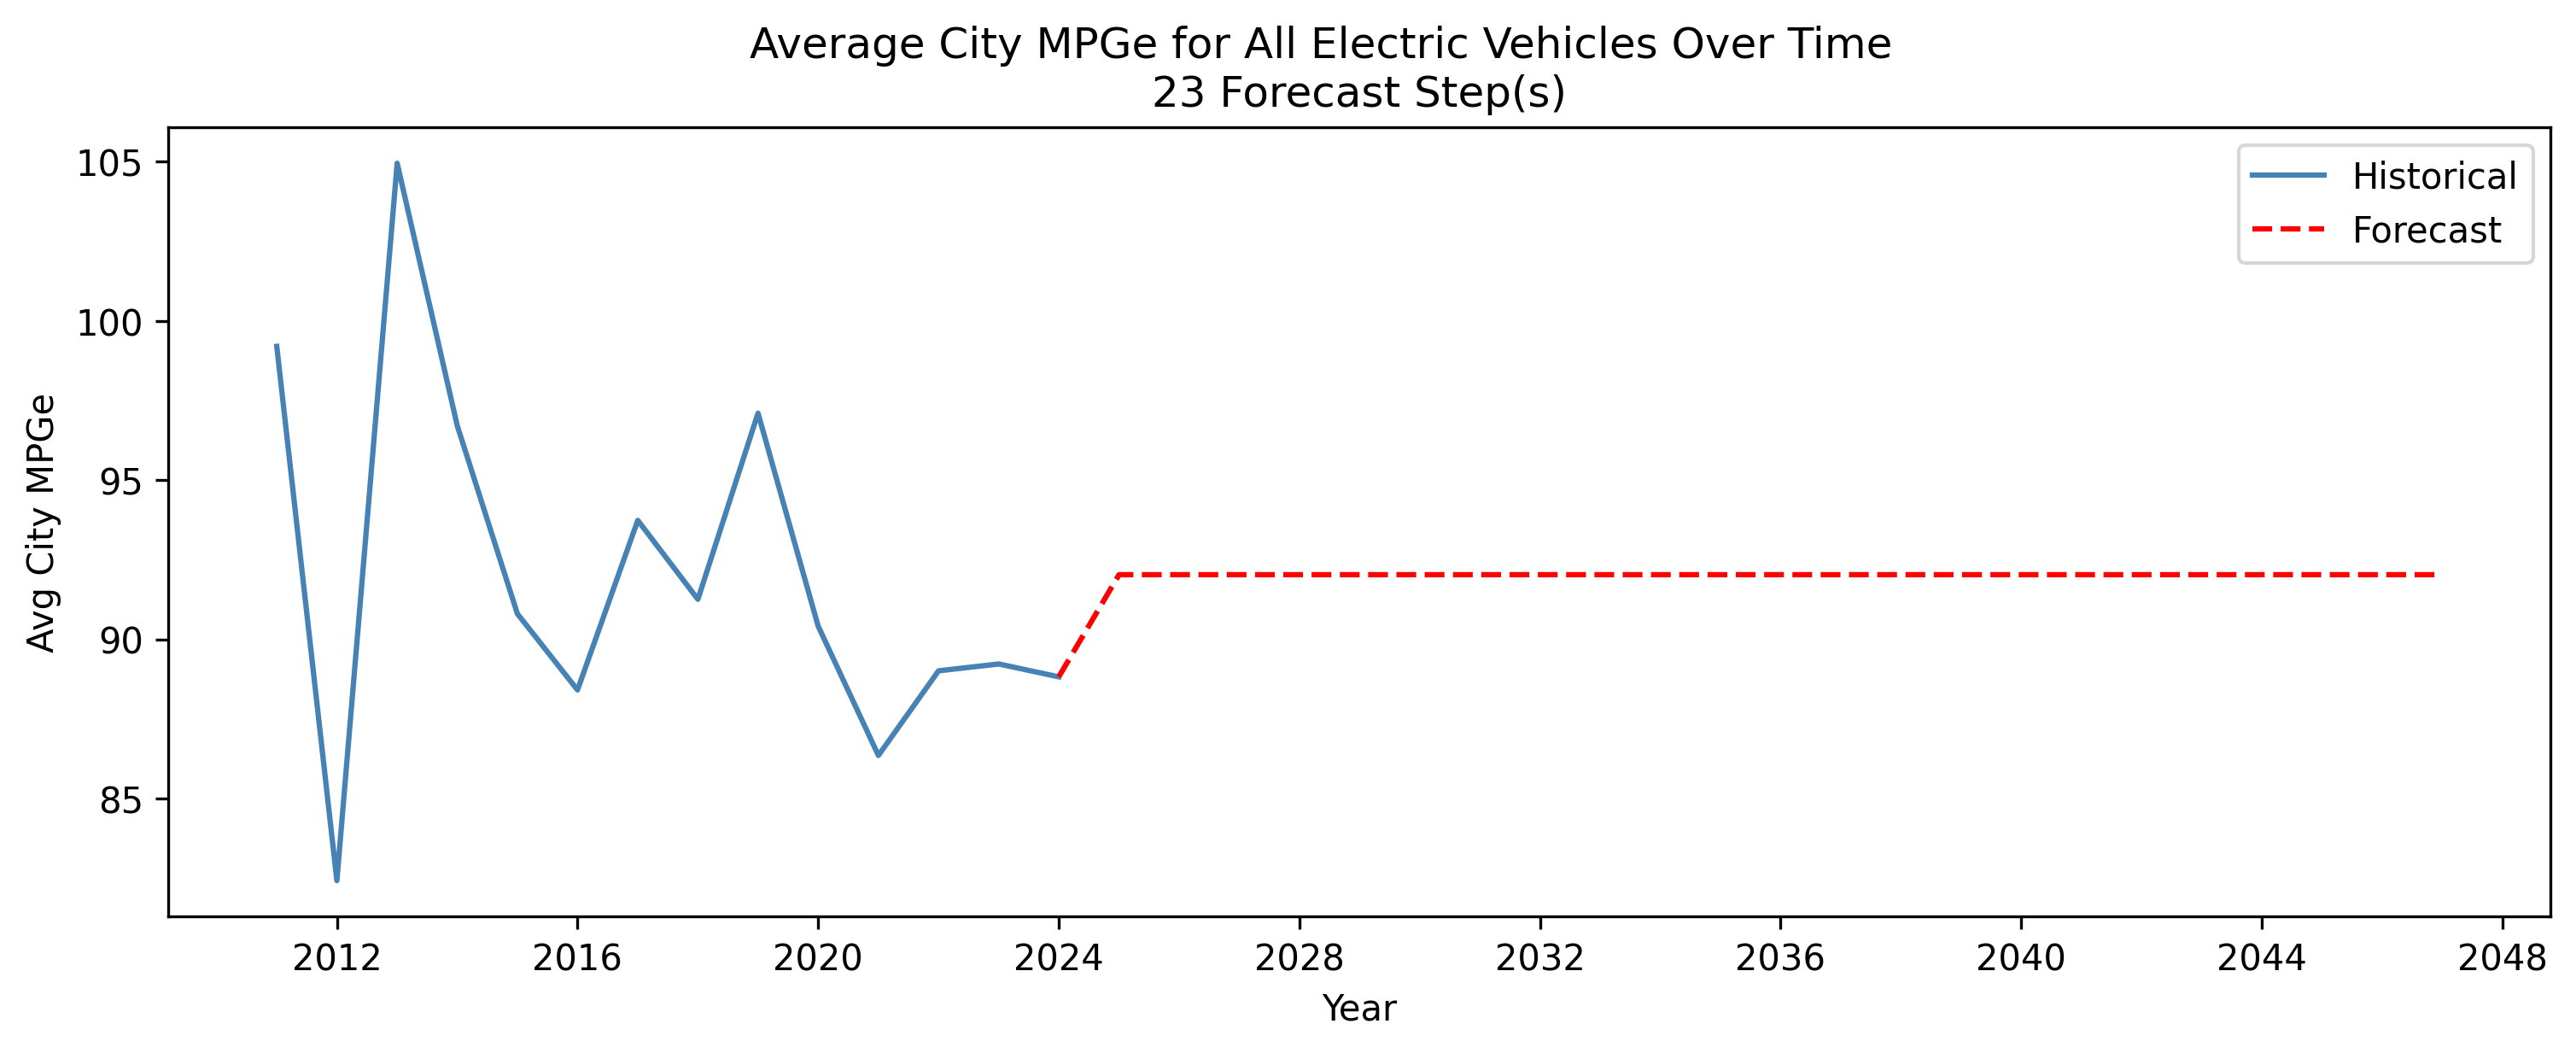 Average City MPGe for All Electric Vehicles Over Time
23 Forecast Step(s)
105
100
95
90
85
Avg City MPGe
Historical
Forecast
2012
2016
2020
2024
2028
2032
2036
2040
2044
2048
Year